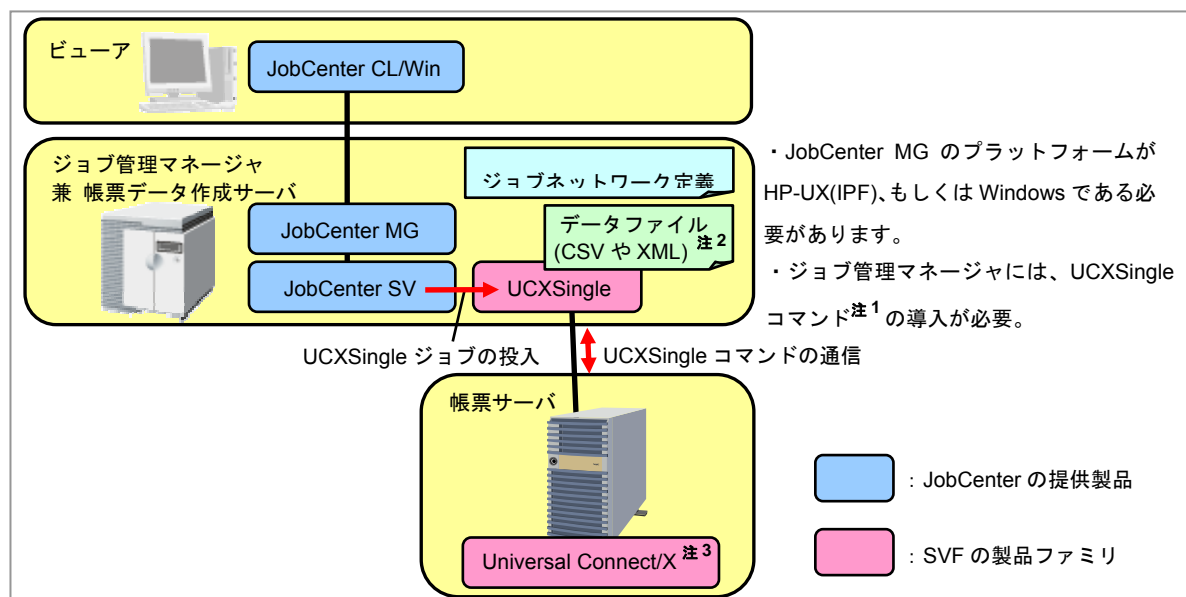 ビューア
JobCenter CL/Win
ジョブ管理マネージャ
兼 帳票データ作成サーバ
ジョブネットワーク定義
データファイル
(CSV や XML) 注 2
JobCenter MG
JobCenter SV
UCXSingle
・JobCenter MG のプラットフォームが
HP-UX(IPF)、もしくは Windows である必
要があります。
・ジョブ管理マネージャには、UCXSingle
コマンド注 1 の導入が必要。
UCXSingle ジョブの投入
UCXSingle コマンドの通信
帳票サーバ
Universal Connect/X 注 3
：JobCenter の提供製品
：SVF の製品ファミリ